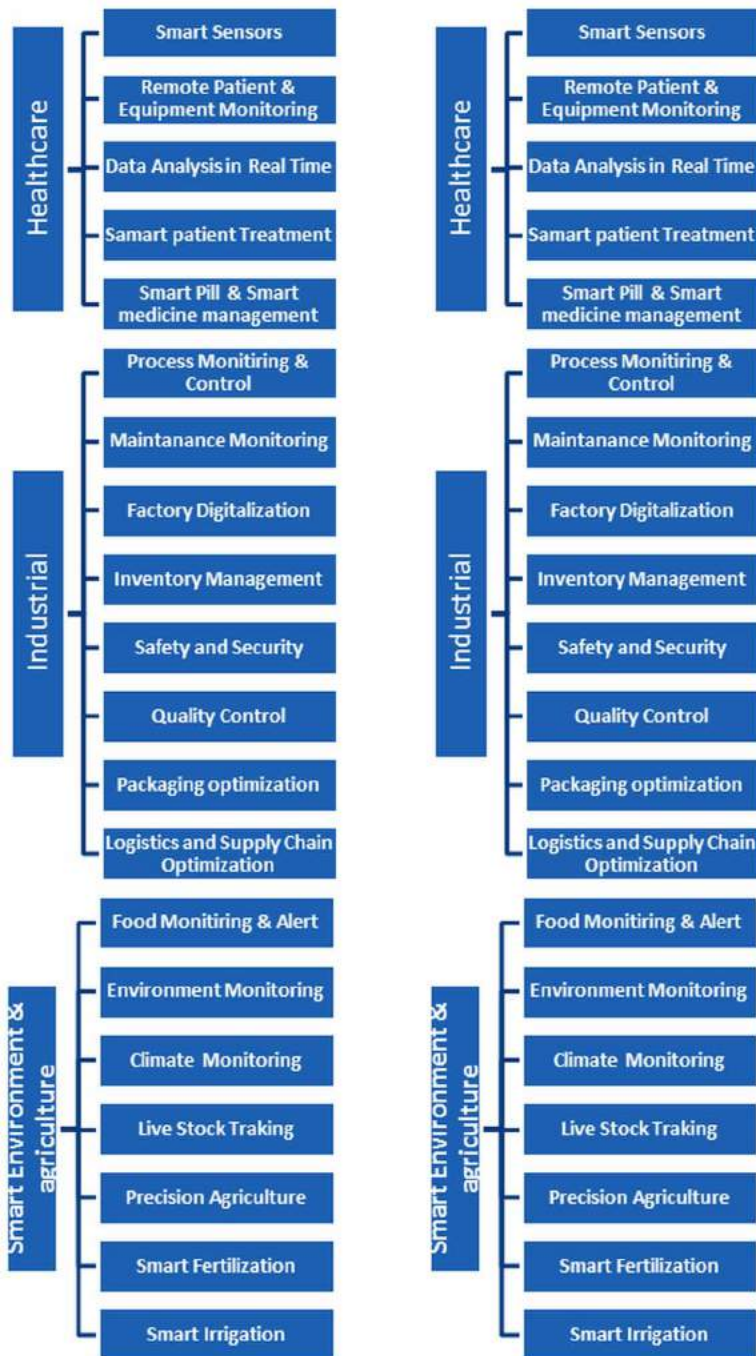 Healthcare
Smart Sensors
Remote Patient &
Equipment Monitoring
Data Analysis in Real Time
Samart patient Treatment
Smart Pill & Smart
medicine management
Industrial
Process Monitiring &
Control
Maintanance Monitoring
Factory Digitalization
Inventory Management
Safety and Security
Quality Control
Packaging optimization
Logistics and Supply Chain
Optimization
Smart Environment &
agriculture
Food Monitiring & Alert
Environment Monitoring
Climate Monitoring
Live Stock Traking
Precision Agriculture
Smart Fertilization
Smart Irrigation
Healthcare
Smart Sensors
Remote Patient &
Equipment Monitoring
Data Analysis in Real Time
Samart patient Treatment
Smart Pill & Smart
medicine management
Industrial
Process Monitiring &
Control
Maintanance Monitoring
Factory Digitalization
Inventory Management
Safety and Security
Quality Control
Packaging optimization
Logistics and Supply Chain
Optimization
Smart Environment &
agriculture
Food Monitiring & Alert
Environment Monitoring
Climate Monitoring
Live Stock Traking
Precision Agriculture
Smart Fertilization
Smart Irrigation